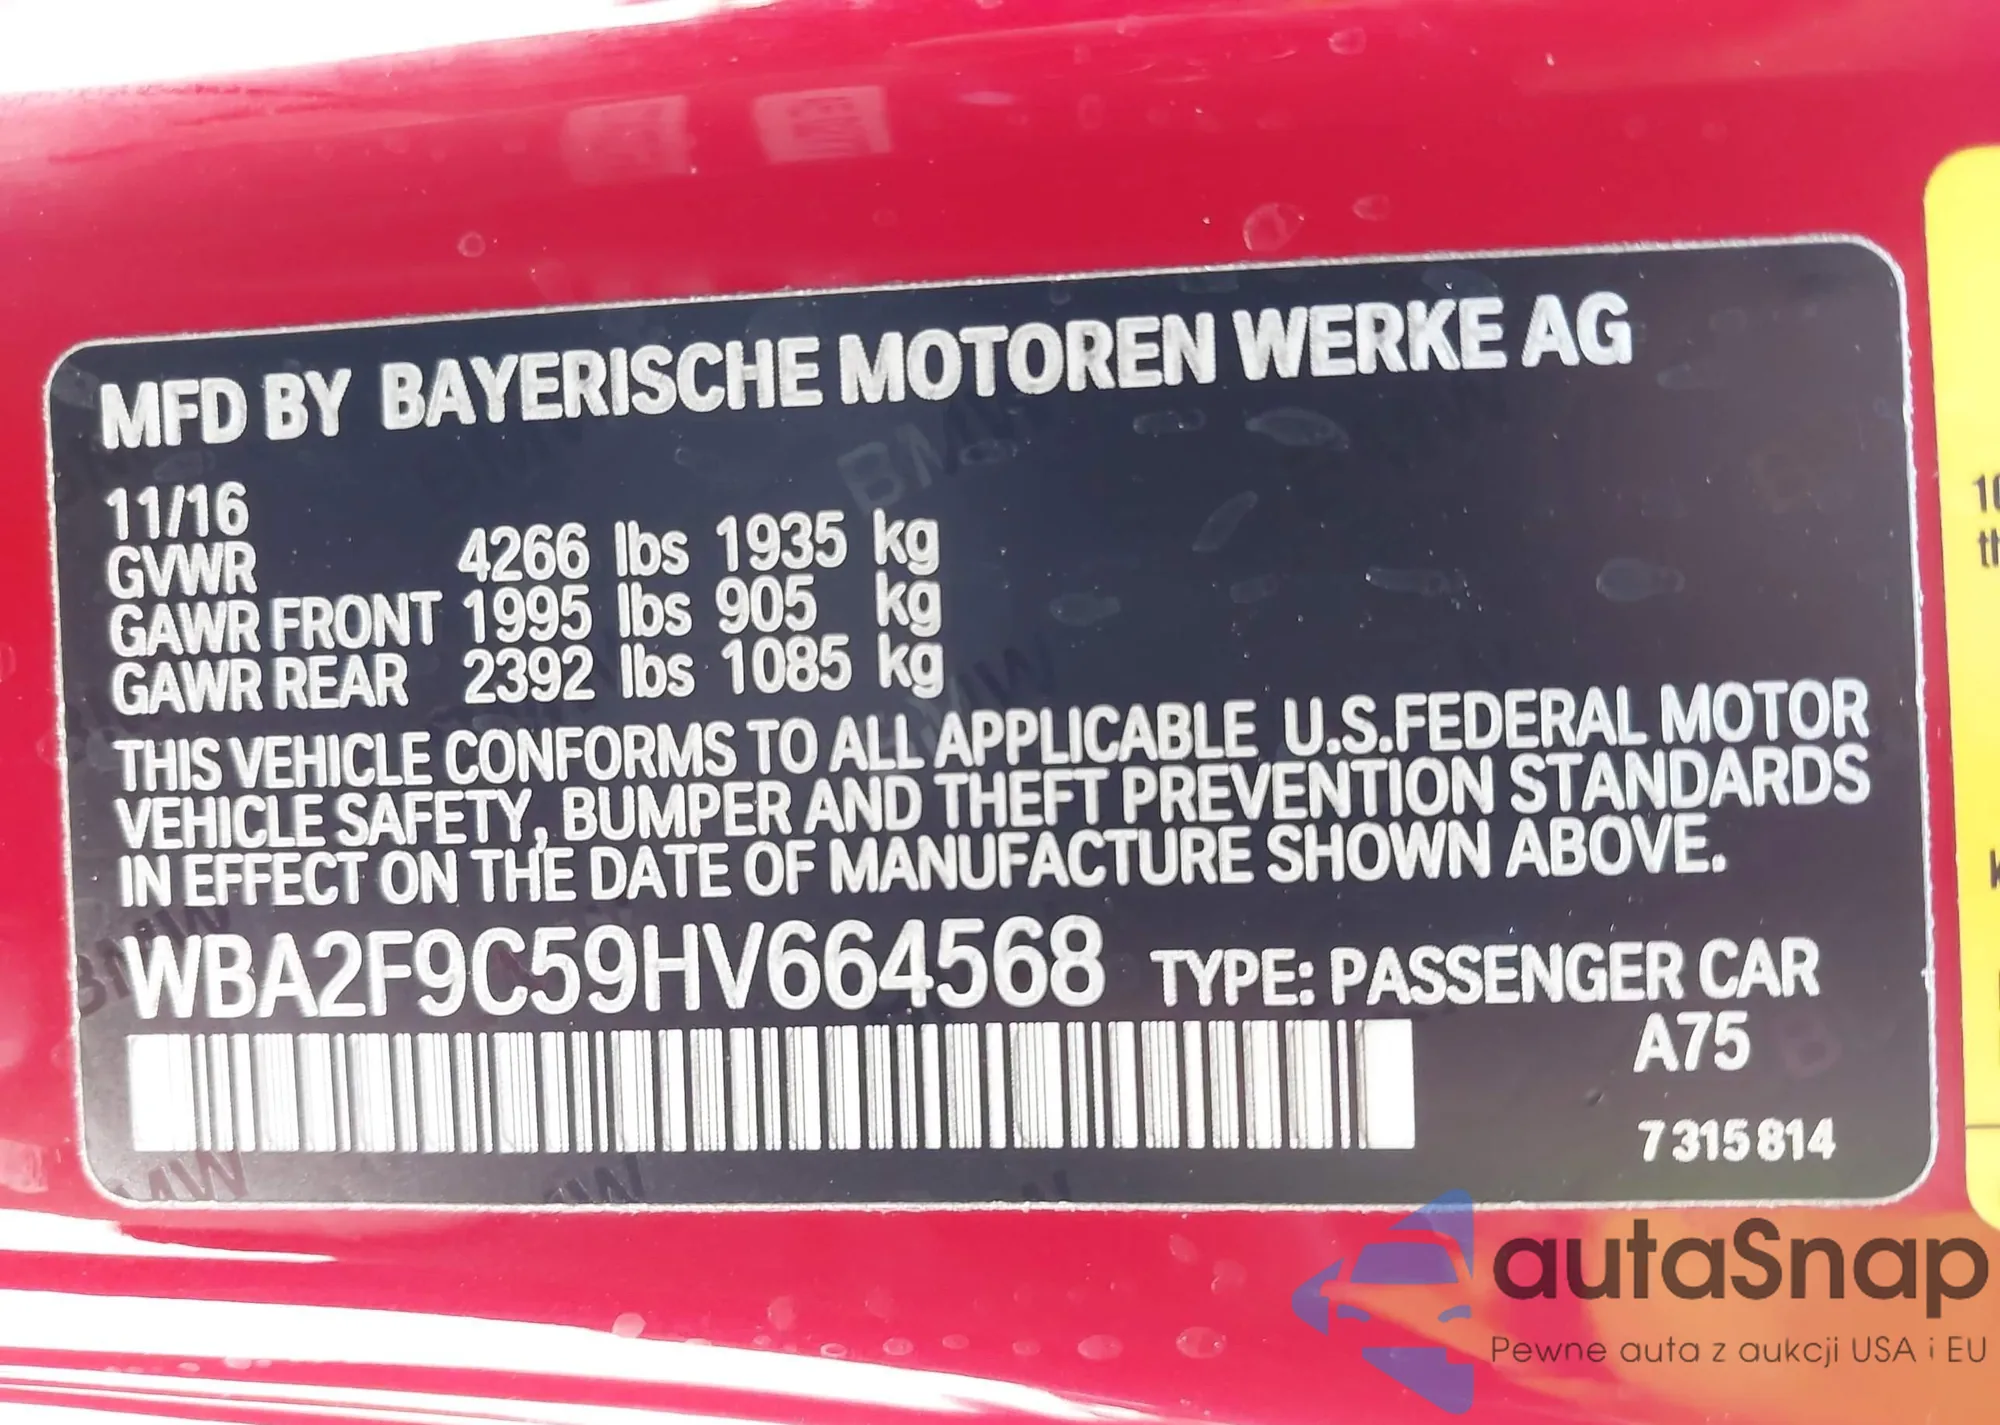 MFD BY BAYERISCHE MOTOREN WERKE AG
11/16
GVWR 4266 lbs 1935 kg
GAWR FRONT 1995 lbs 905 kg
GAWR REAR 2392 lbs 1085 kg
THIS VEHICLE CONFORMS TO ALL APPLICABLE U.S.FEDERAL MOTOR
VEHICLE SAFETY, BUMPER AND THEFT PREVENTION STANDARDS
IN EFFECT ON THE DATE OF MANUFACTURE SHOWN ABOVE.
WBA2F9C59HV664568 TYPE: PASSENGER CAR
A75
7 315 814
autaSnap
Pewne auta z aukcji USA i EU